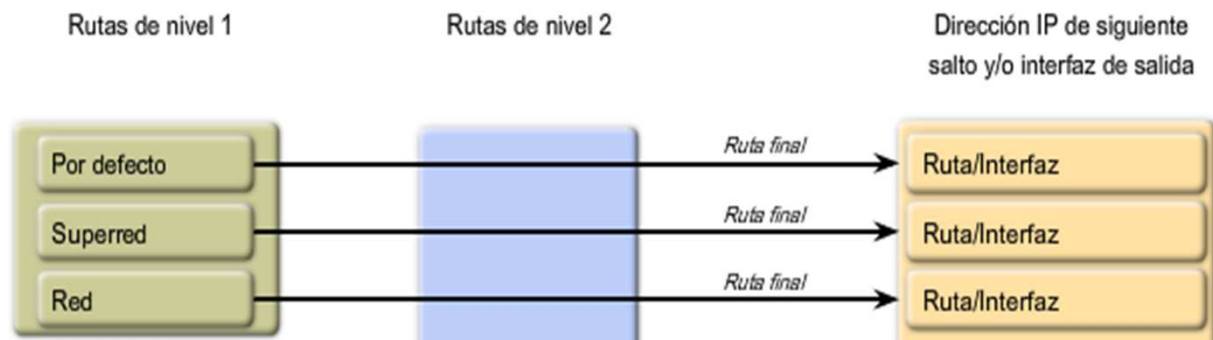 Rutas de nivel 1
Rutas de nivel 2
Dirección IP de siguiente
salto y/o interfaz de salida
Por defecto
Ruta final
Ruta/Interfaz
Superred
Ruta final
Ruta/Interfaz
Red
Ruta final
Ruta/Interfaz